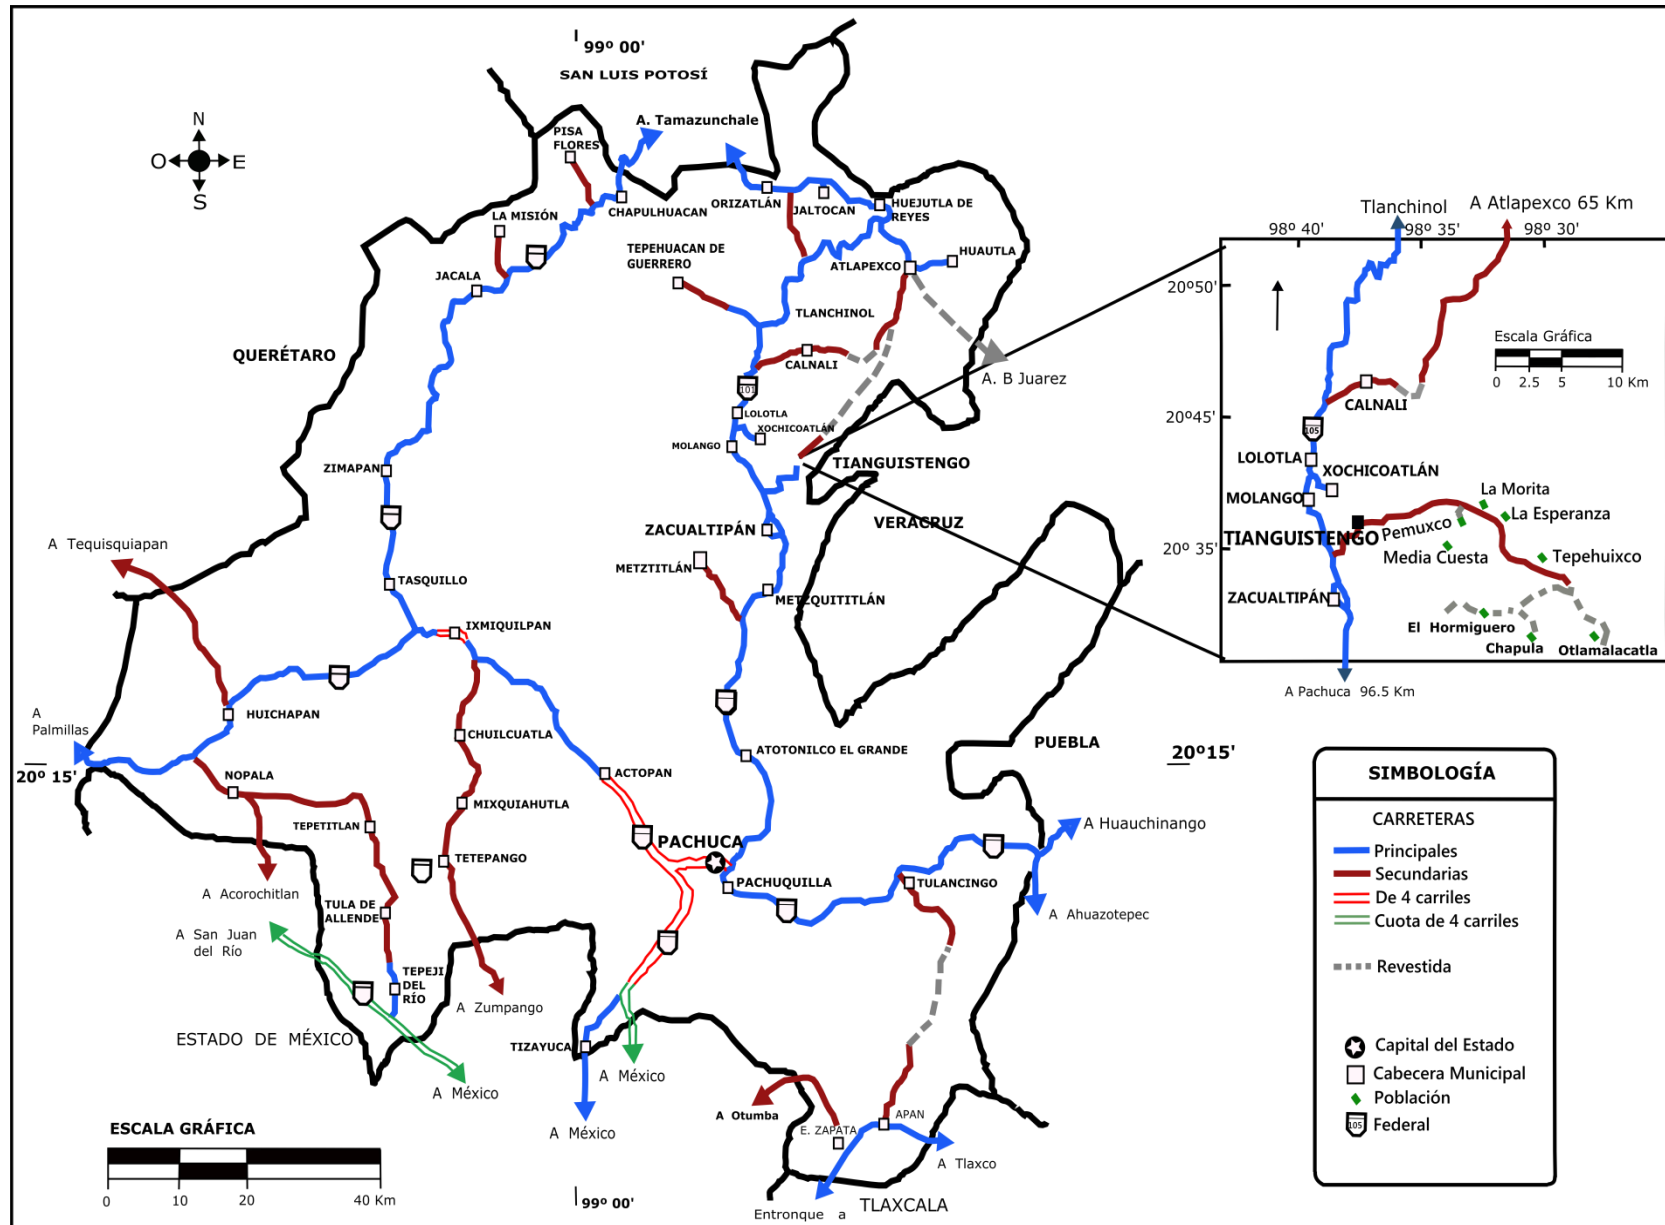 99º 00'
SAN LUIS POTOSÍ
N
O
E
S
PISA
FLORES
A. Tamazunchale
LA MISIÓN
CHAPULHUACAN
ORIZATLÁN
JALTOCAN
HUEJUTLA DE
REYES
TEPEHUACAN DE
GUERRERO
JACALA
ATLAPEXCO
HUAUTLA
QUERÉTARO
TLANCHINOL
CALNALI
A. B Juarez
101
LOLOTLA
XOCHICOATLÁN
MOLANGO
ZIMAPAN
TIANGUISTENGO
ZACUALTIPÁN
VERACRUZ
A Tequisquiapan
METZTITLÁN
TASQUILLO
METZQUITITLÁN
IXMIQUILPAN
A
Palmillas
HUICHAPAN
CHUILCUATLA
ATOTONILCO EL GRANDE
PUEBLA
20º 15'
20º 15'
NOPALA
ACTOPAN
TEPETITLAN
MIXQUIAHUTLA
PACHUCA
A Huauchinango
TETEPANGO
PACHUQUILLA
TULANCINGO
A Acorochitlan
TULA DE
ALLENDE
A Ahuazotepec
A San Juan
del Río
TEPEJI
DEL
RÍO
A Zumpango
ESTADO DE MÉXICO
TIZAYUCA
A México
A México
A México
A Otumba
E. ZAPATA
APAN
A Tlaxco
TLAXCALA
Entronque a
99º 00'
ESCALA GRÁFICA
0
10
20
40 Km
Tlanchinol
A Atlapexco 65 Km
98º 40'
98º 35'
98º 30'
20º50'
20º45'
20º 35'
Escala Gráfica
0
2.5
5
10 Km
CALNALI
105
LOLOTLA
XOCHICOATLÁN
MOLANGO
La Morita
La Esperanza
TIANGUISTENGO
Pemuxco
Media Cuesta
Tepehuixco
ZACUALTIPÁN
El Hormiguero
Chapula
Otlamalacatla
A Pachuca 96.5 Km
SIMBOLOGÍA
CARRETERAS
Principales
Secundarias
De 4 carriles
Cuota de 4 carriles
Revestida
Capital del Estado
Cabecera Municipal
Población
105
Federal